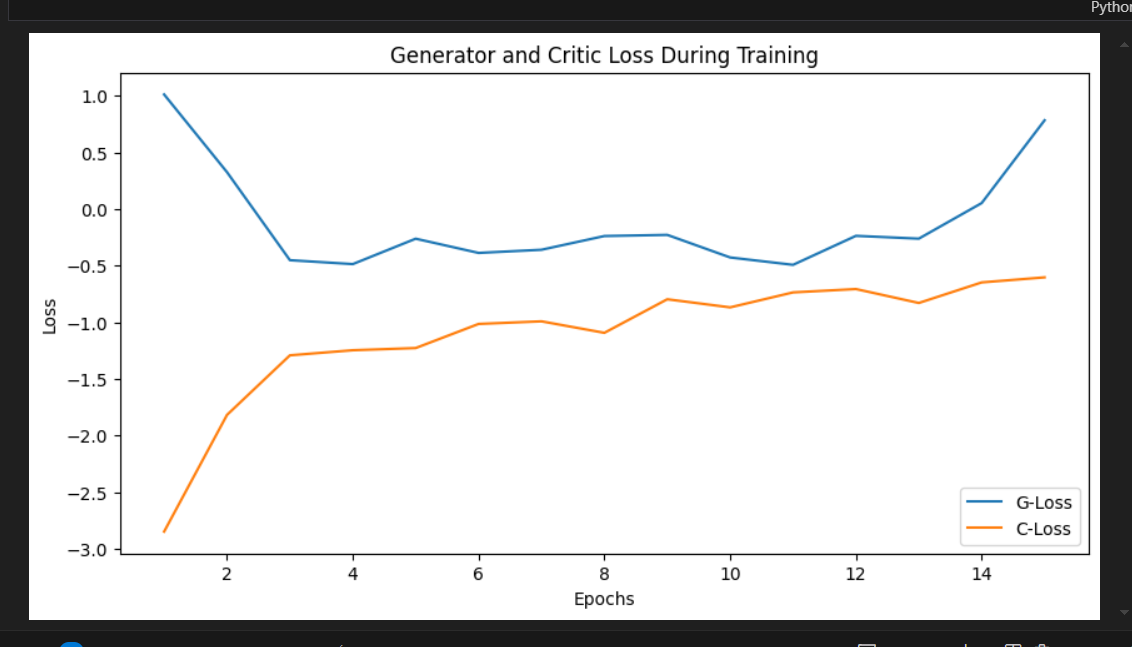 Python
Generator and Critic Loss During Training
1.0
0.5
0.0
−0.5
−1.0
−1.5
−2.0
−2.5
−3.0
Loss
G-Loss
C-Loss
2 4 6 8 10 12 14
Epochs